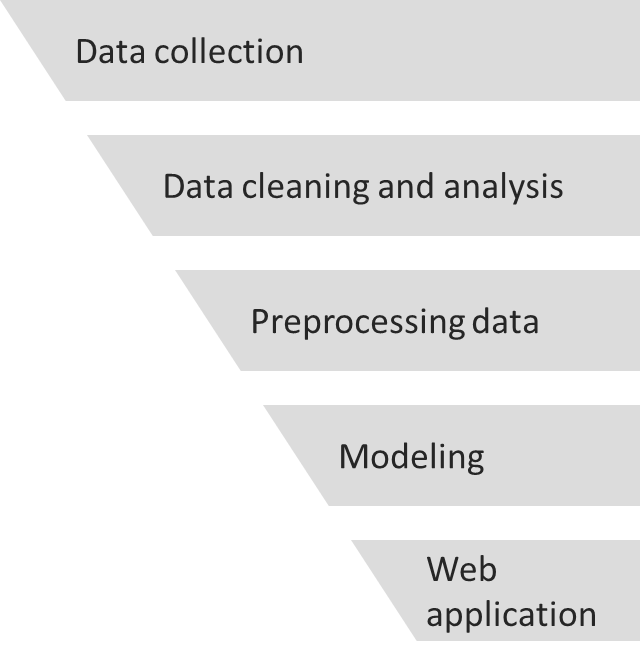 Data collection
Data cleaning and analysis
Preprocessing data
Modeling
Web
application